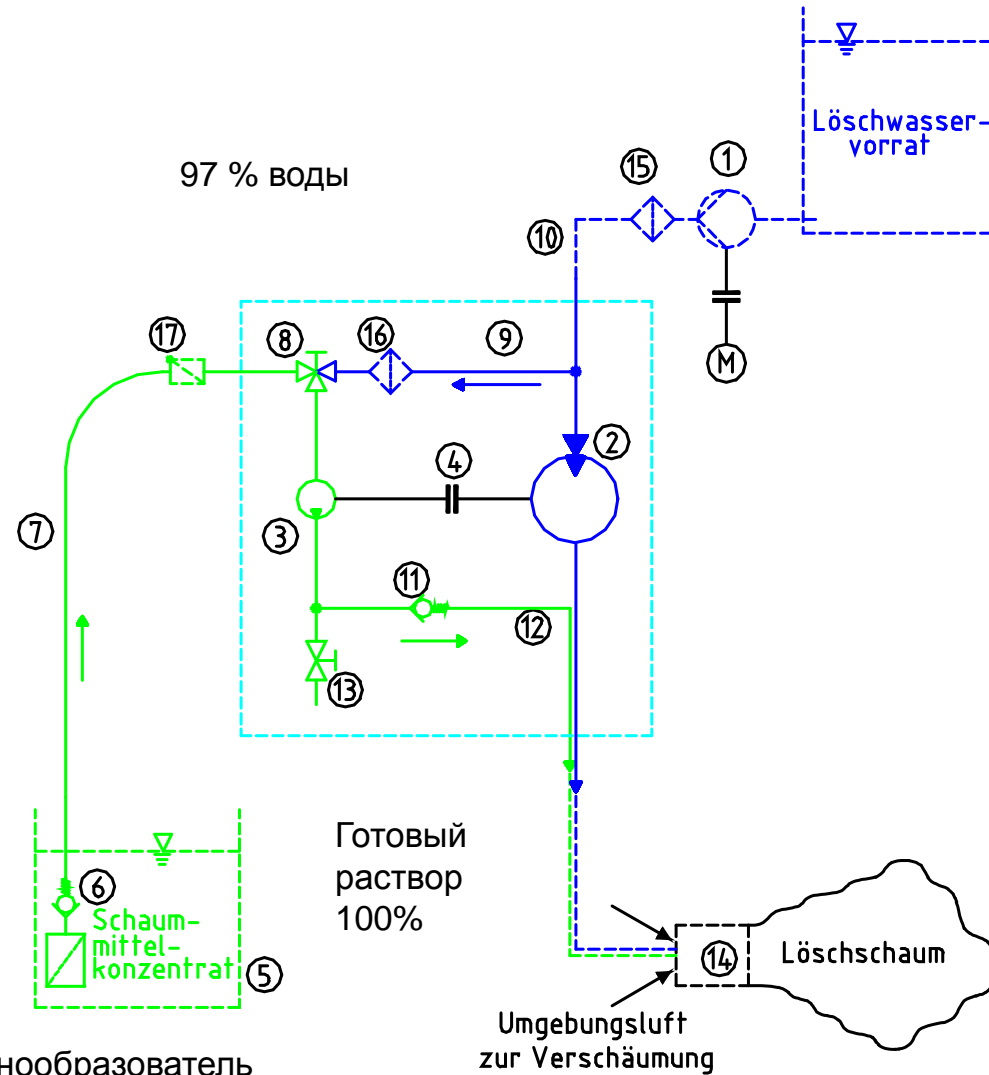 Löschwasser-
vorrat
97 % воды
15
1
10
M
17
8
16
9
2
4
7
3
11
12
13
Готовый
раствор
100%
6
Schaum-
mittel-
konzentrat
5
14
Löschschaum
Umgebungsluft
zur Verschäumung
нообразователь